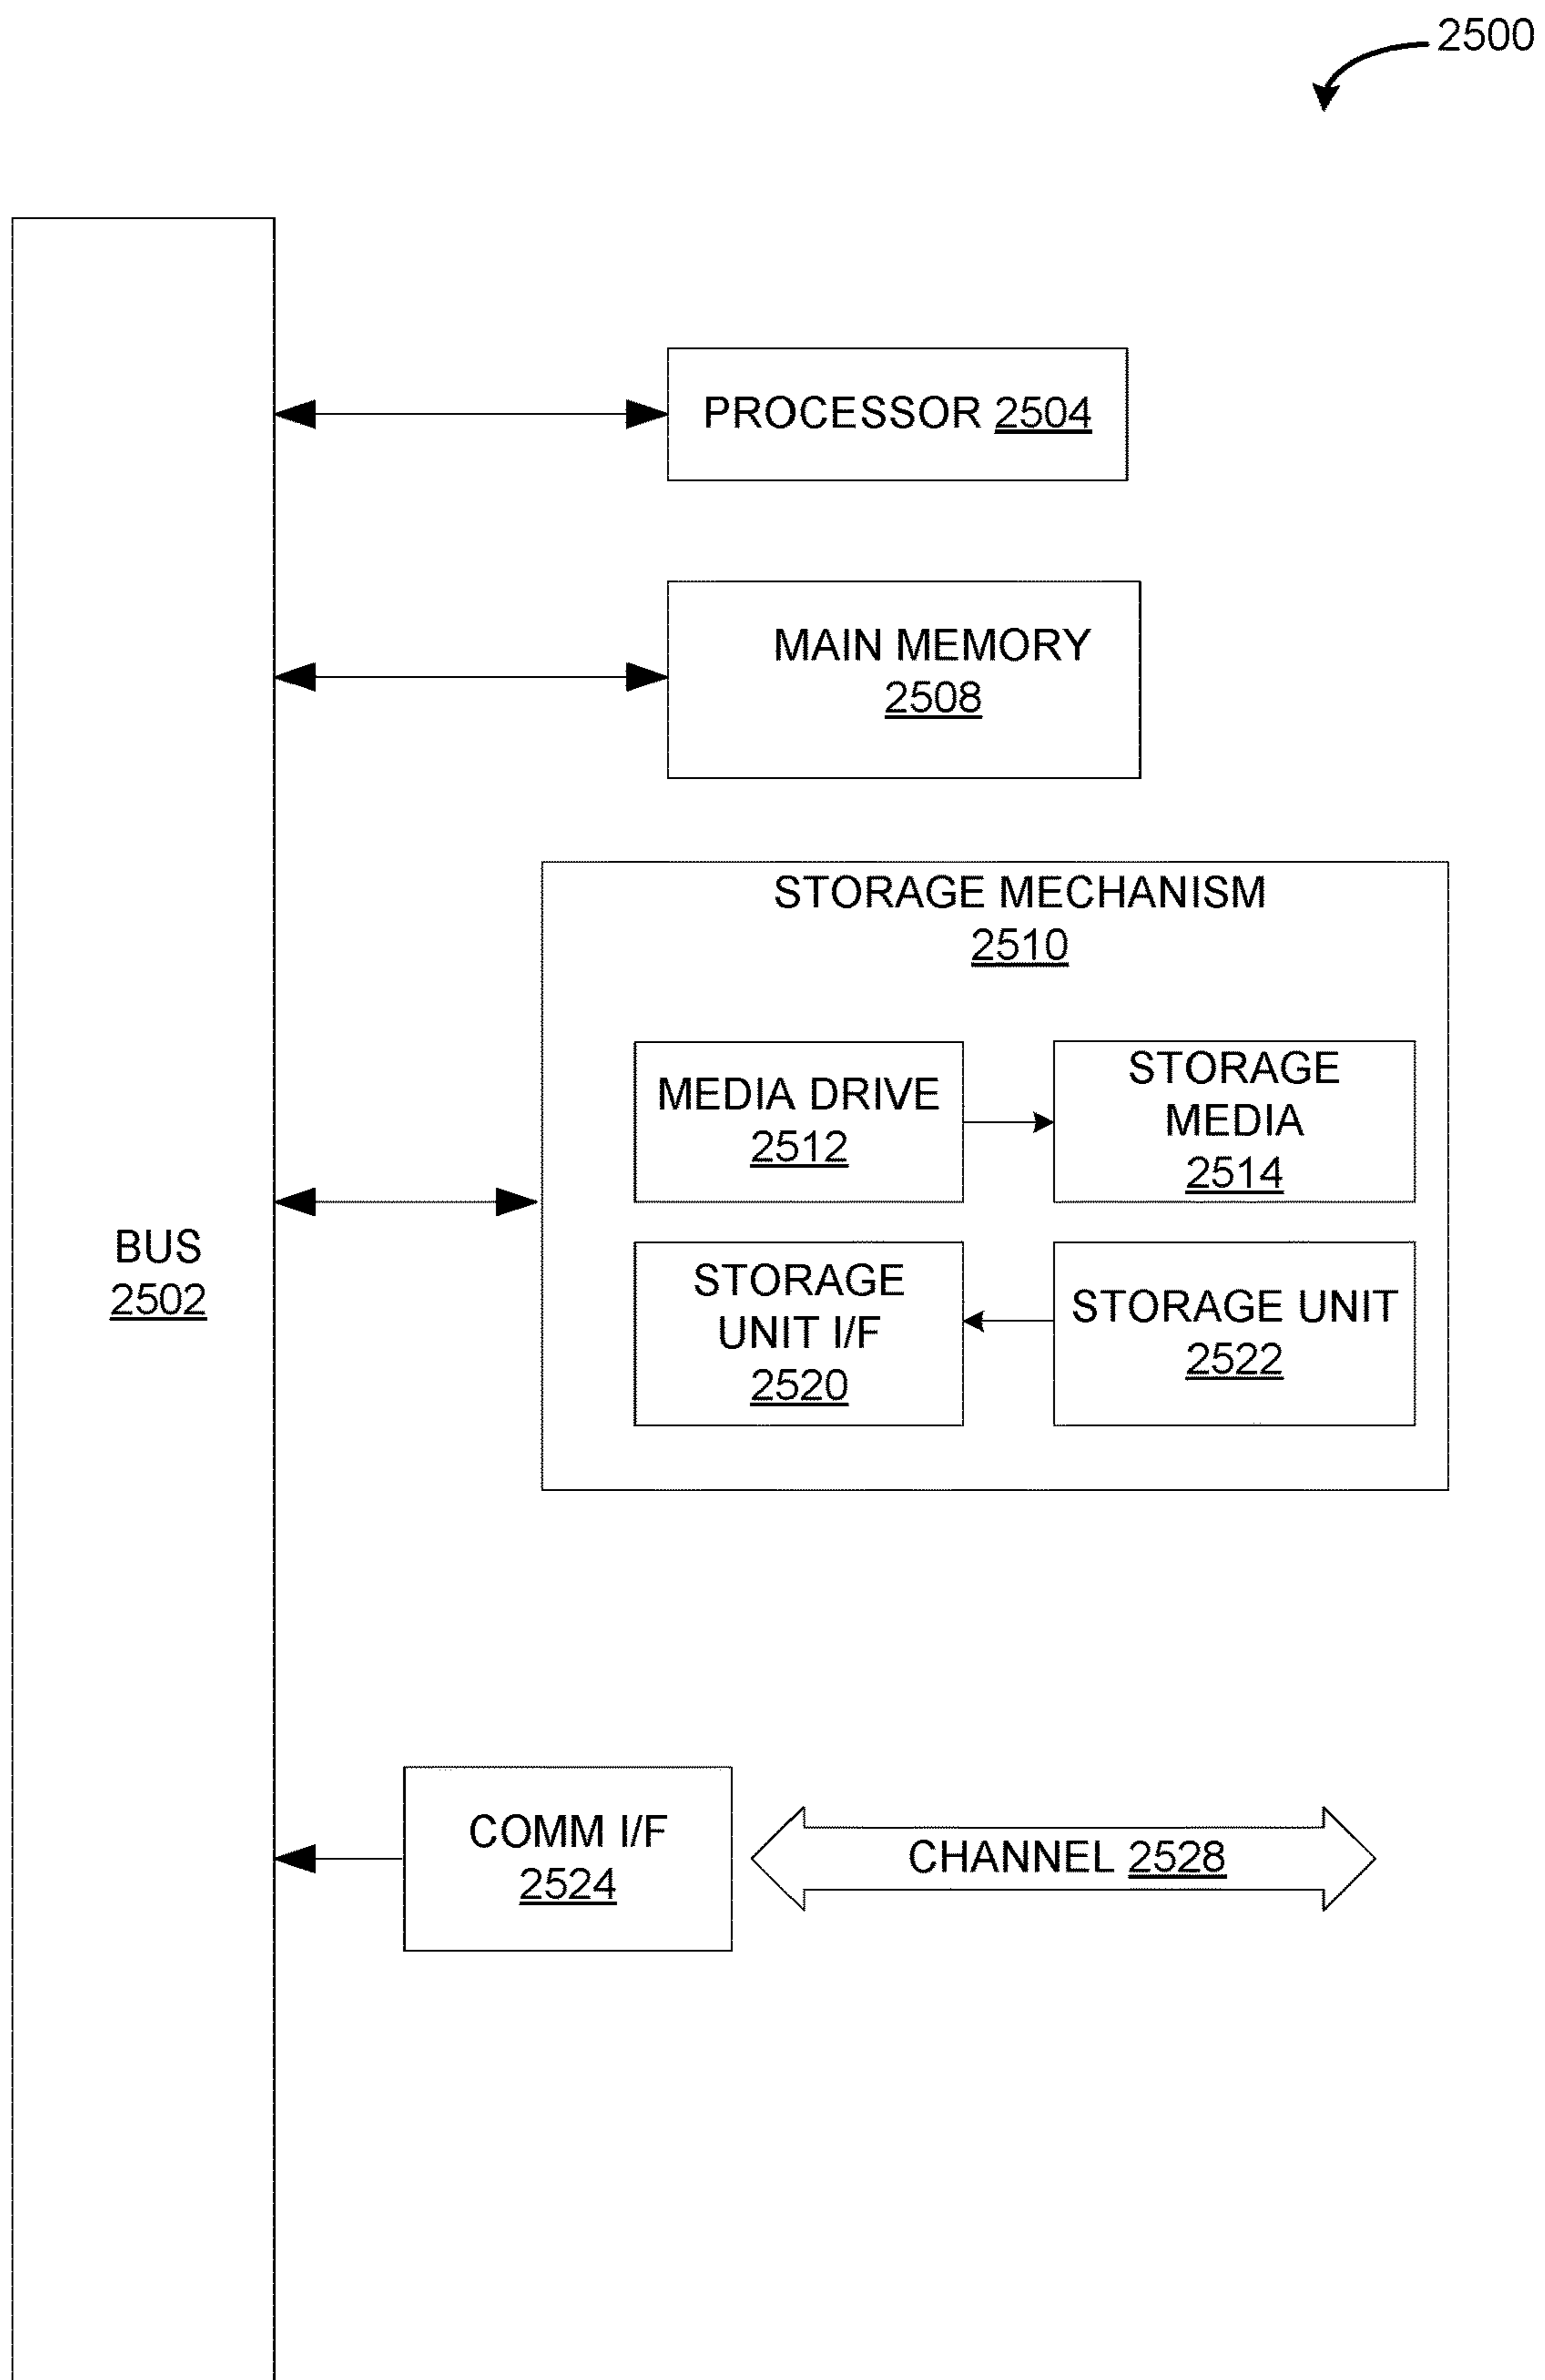 2500
PROCESSOR 2504
MAIN MEMORY
2508
STORAGE MECHANISM
2510
MEDIA DRIVE
2512
STORAGE
MEDIA
2514
BUS
2502
STORAGE
UNIT I/F
2520
STORAGE UNIT
2522
COMM I/F
2524
CHANNEL 2528